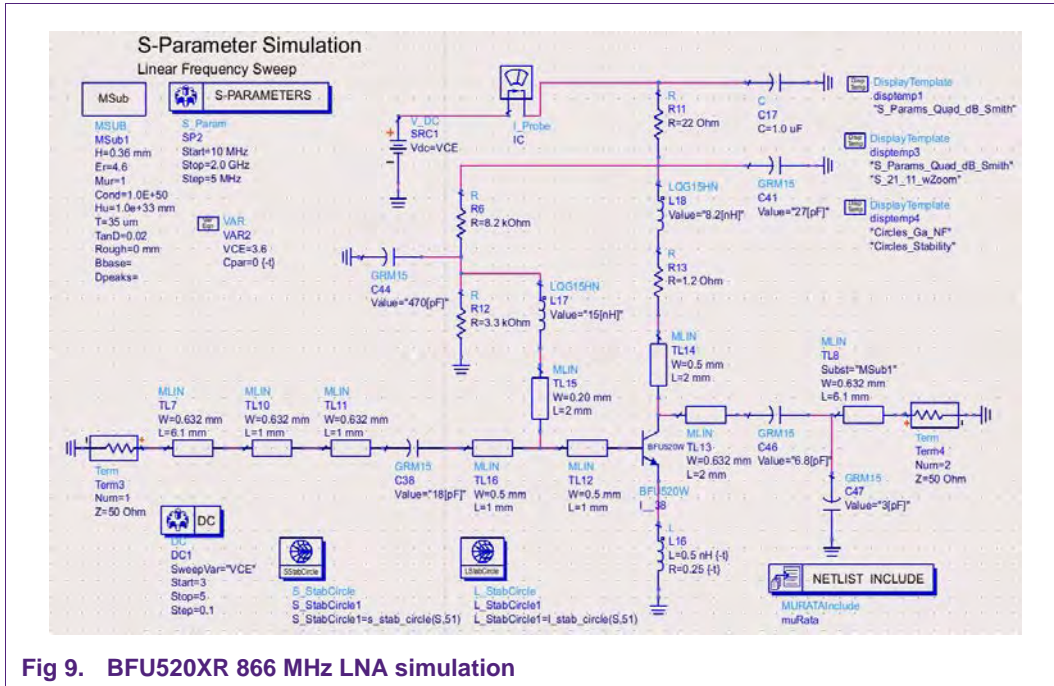 S-Parameter Simulation
Linear Frequency Sweep
MSub
MSUB
MSub1
H=0.36 mm
Er=4.6
Mur=1
Cond=1.0E+50
Hu=1.0e+33 mm
T=35 um
TanD=0.02
Rough=0 mm
Bbase=
Dpeaks=
S-PARAMETERS
S_Param
SP2
Start=10 MHz
Stop=2.0 GHz
Step=5 MHz
Var
Eqn
VAR
VAR2
VCE=3.6
Cpar=0 {-t}
V_DC
SRC1
Vdc=VCE
I_Probe
IC
R
R11
R=22 Ohm
C
C17
C=1.0 uF
Disp
Temp
DisplayTemplate
disptemp1
"S_Params_Quad_dB_Smith"
Disp
Temp
DisplayTemplate
disptemp3
"S_Params_Quad_dB_Smith"
"S_21_11_wZoom"
Disp
Temp
DisplayTemplate
disptemp4
"Circles_Ga_NF"
"Circles_Stability"
R
R6
R=8.2 kOhm
LQG15HN
L18
Value="8.2[nH]"
GRM15
C41
Value="27[pF]"
GRM15
C44
Value="470[pF]"
R
R12
R=3.3 kOhm
LQG15HN
L17
Value="15[nH]"
R
R13
R=1.2 Ohm
MLIN
TL14
W=0.5 mm
L=2 mm
MLIN
TL15
W=0.20 mm
L=2 mm
MLIN
TL8
Subst="MSub1"
W=0.632 mm
L=6.1 mm
MLIN
TL7
W=0.632 mm
L=6.1 mm
MLIN
TL10
W=0.632 mm
L=1 mm
MLIN
TL11
W=0.632 mm
L=1 mm
Term
Term3
Num=1
Z=50 Ohm
GRM15
C38
Value="18[pF]"
MLIN
TL16
W=0.5 mm
L=1 mm
MLIN
TL12
W=0.5 mm
L=1 mm
BFU520W
BFU520W
I__38
MLIN
TL13
W=0.632 mm
L=2 mm
GRM15
C46
Value="6.8[pF]"
GRM15
C47
Value="3[pF]"
Term
Term4
Num=2
Z=50 Ohm
L
L16
L=0.5 nH {-t}
R=0.25 {-t}
DC
DC
DC1
SweepVar="VCE"
Start=3
Stop=5
Step=0.1
SStabCircle
S_StabCircle
S_StabCircle1
S_StabCircle1=s_stab_circle(S,51)
LStabCircle
L_StabCircle
L_StabCircle1
L_StabCircle1=l_stab_circle(S,51)
NETLIST INCLUDE
MURATAInclude
muRata
Fig 9. BFU520XR 866 MHz LNA simulation